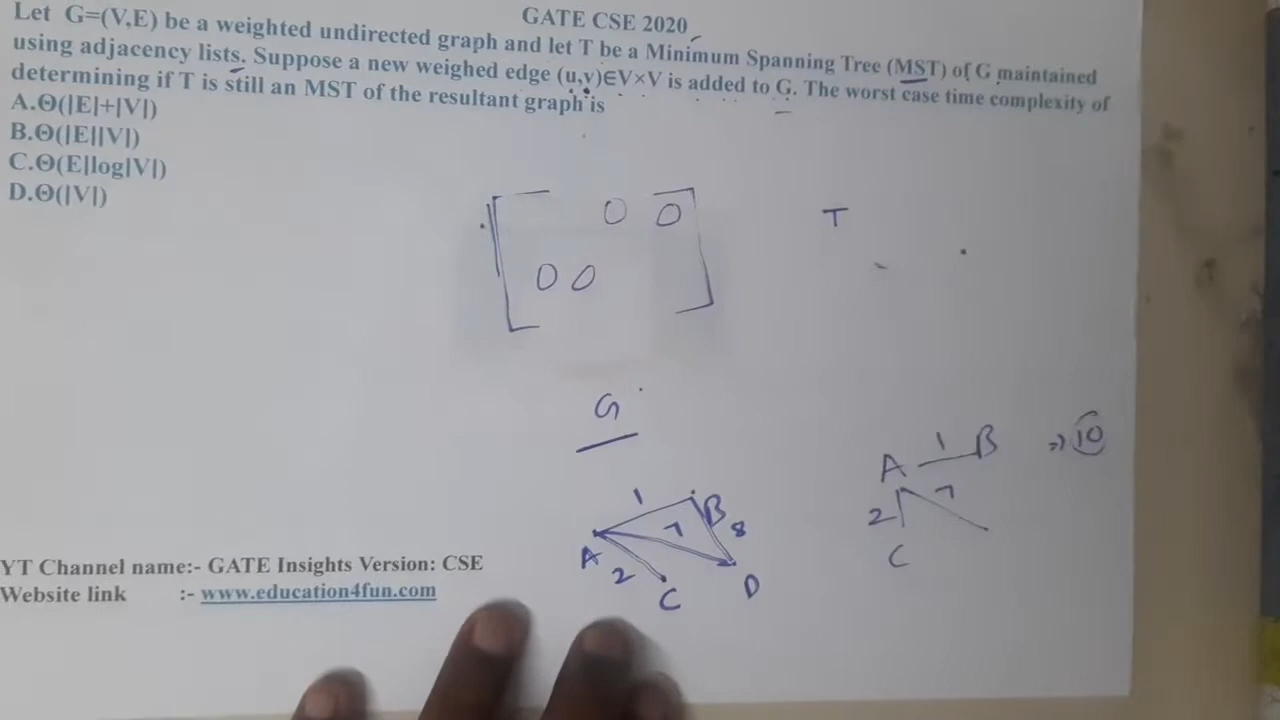 GATE CSE 2020
Let G=(V,E) be a weighted undirected graph and let T be a Minimum Spanning Tree (MST) of G maintained
using adjacency lists. Suppose a new weighed edge (u,v)∈V×V is added to G. The worst case time complexity of
determining if T is still an MST of the resultant graph is
A.Θ(|E|+|V|)
B.Θ(|E||V|)
C.Θ(E|log|V|)
D.Θ(|V|)
0 0
0 0
T
G
1
B
7
8
A
2
C
D
A 1 B ⇒ 10
2 7
C
YT Channel name:- GATE Insights Version: CSE
Website link :- www.education4fun.com